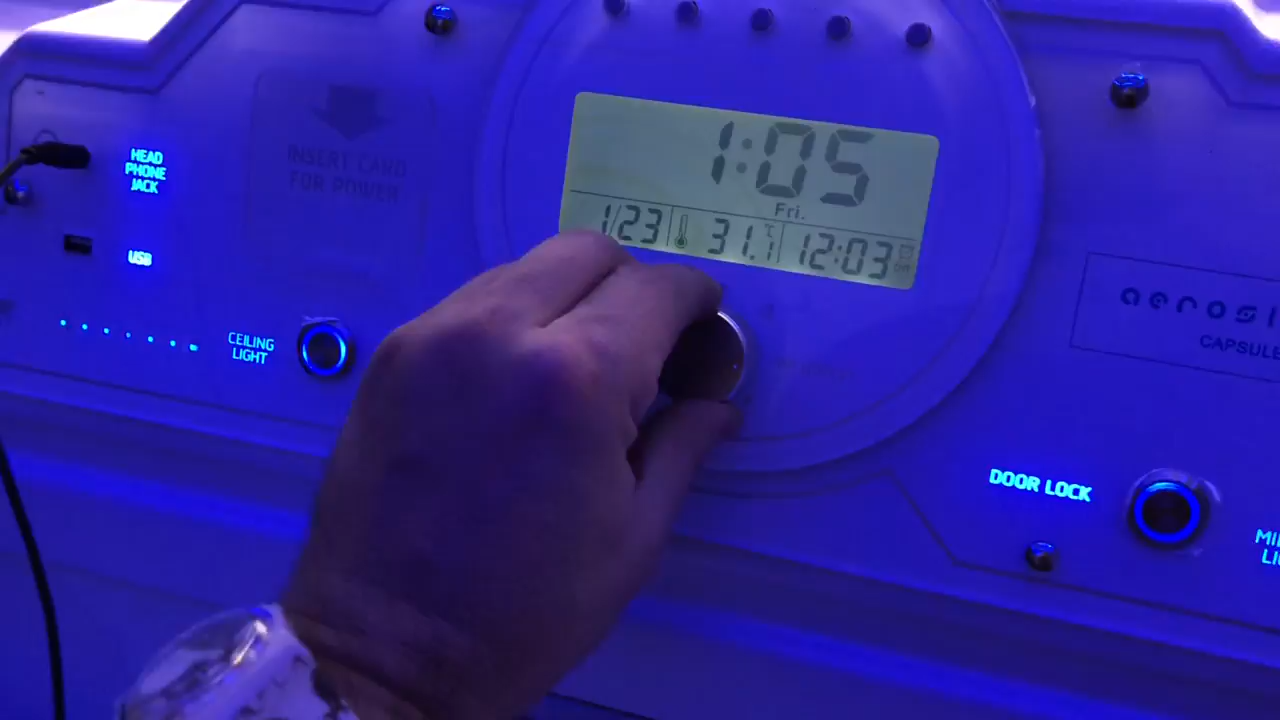 HEAD
PHONE
JACK
USB
CEILING
LIGHT
INSERT CARD
FOR POWER
1:05
Fri.
1/23
31.1 °C
12:03
CAPSULE
DOOR LOCK